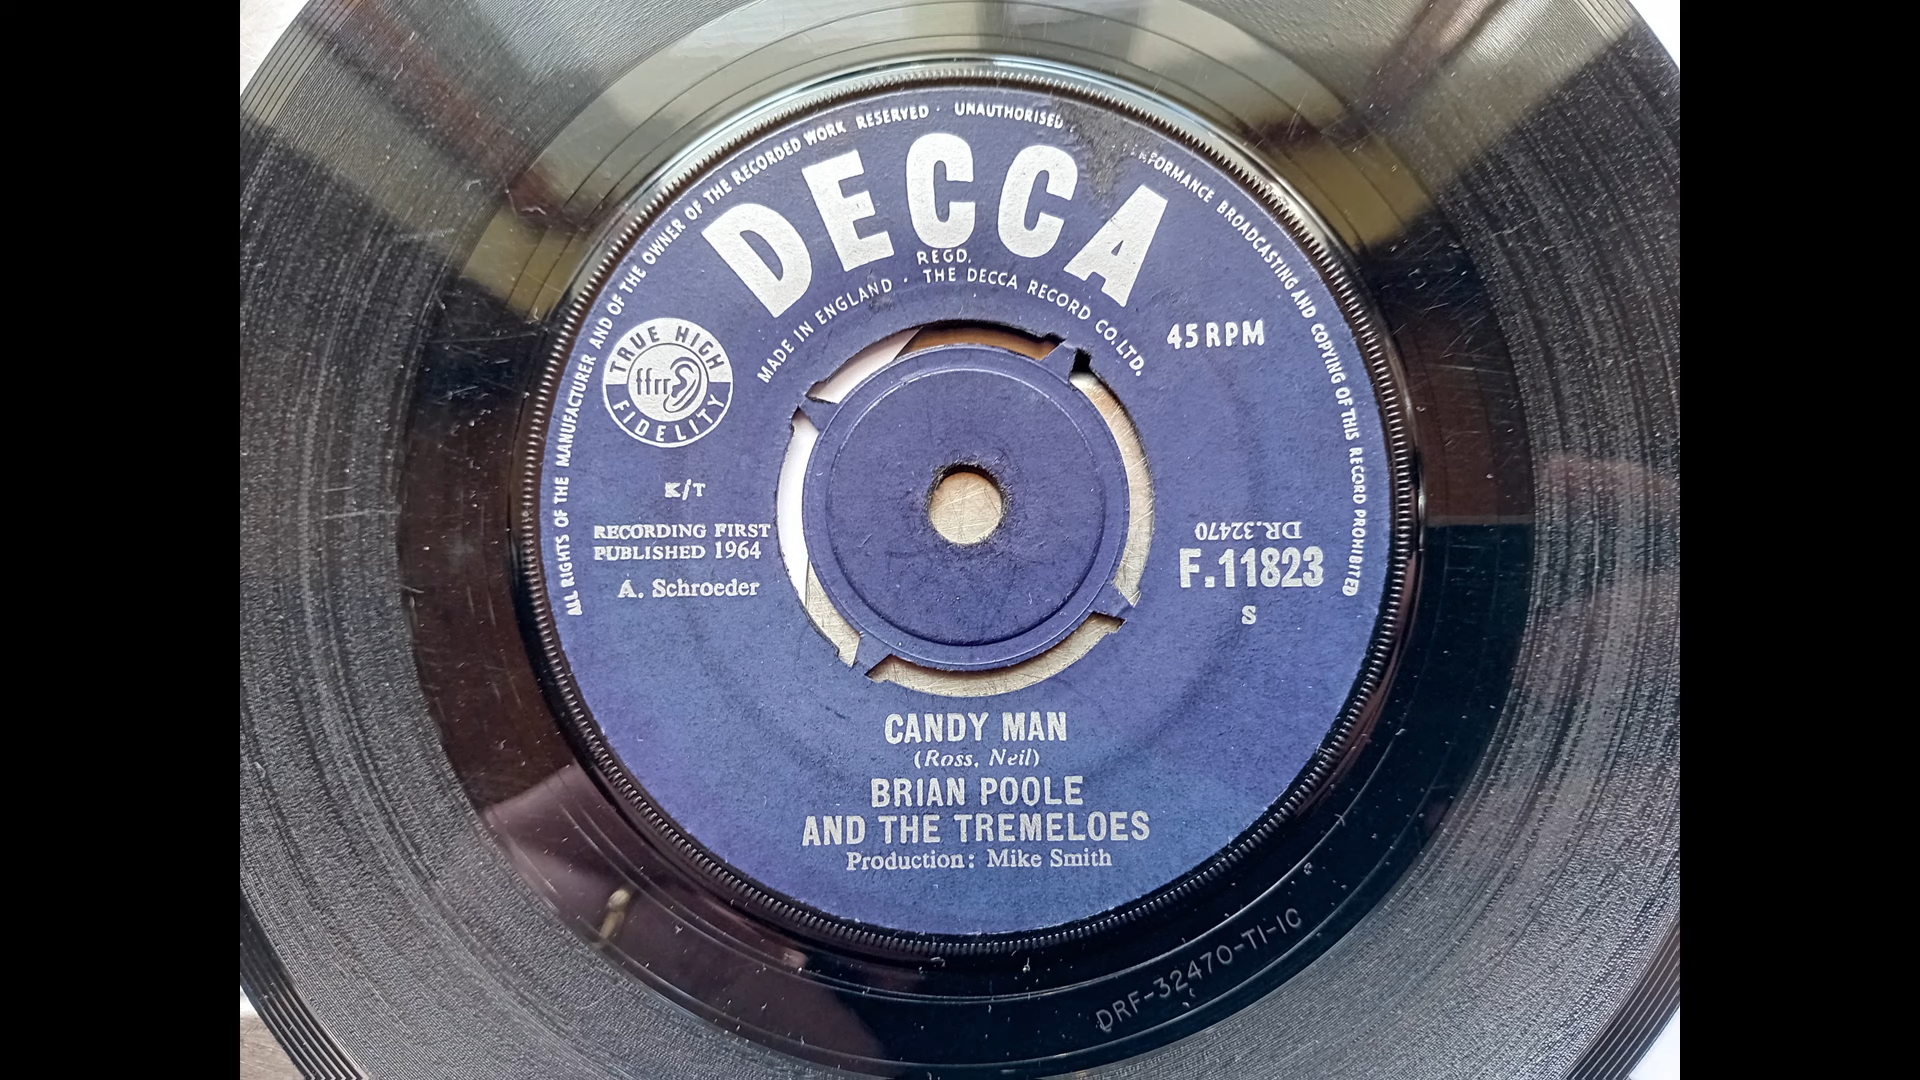 ALL RIGHTS OF THE MANUFACTURER AND OF THE OWNER OF THE RECORDED WORK RESERVED · UNAUTHORISED BROADCASTING AND COPYING OF THIS RECORD PROHIBITED
DECCA
REGD.
MADE IN ENGLAND · THE DECCA RECORD CO. LTD.
45 RPM
TRUE HIGH
ffrr
FIDELITY
K/T
RECORDING FIRST
PUBLISHED 1964
A. Schroeder
DR.32470
F.11823
S
CANDY MAN
(Ross, Neil)
BRIAN POOLE
AND THE TREMELOES
Production: Mike Smith
DRF-32470-T1-1C